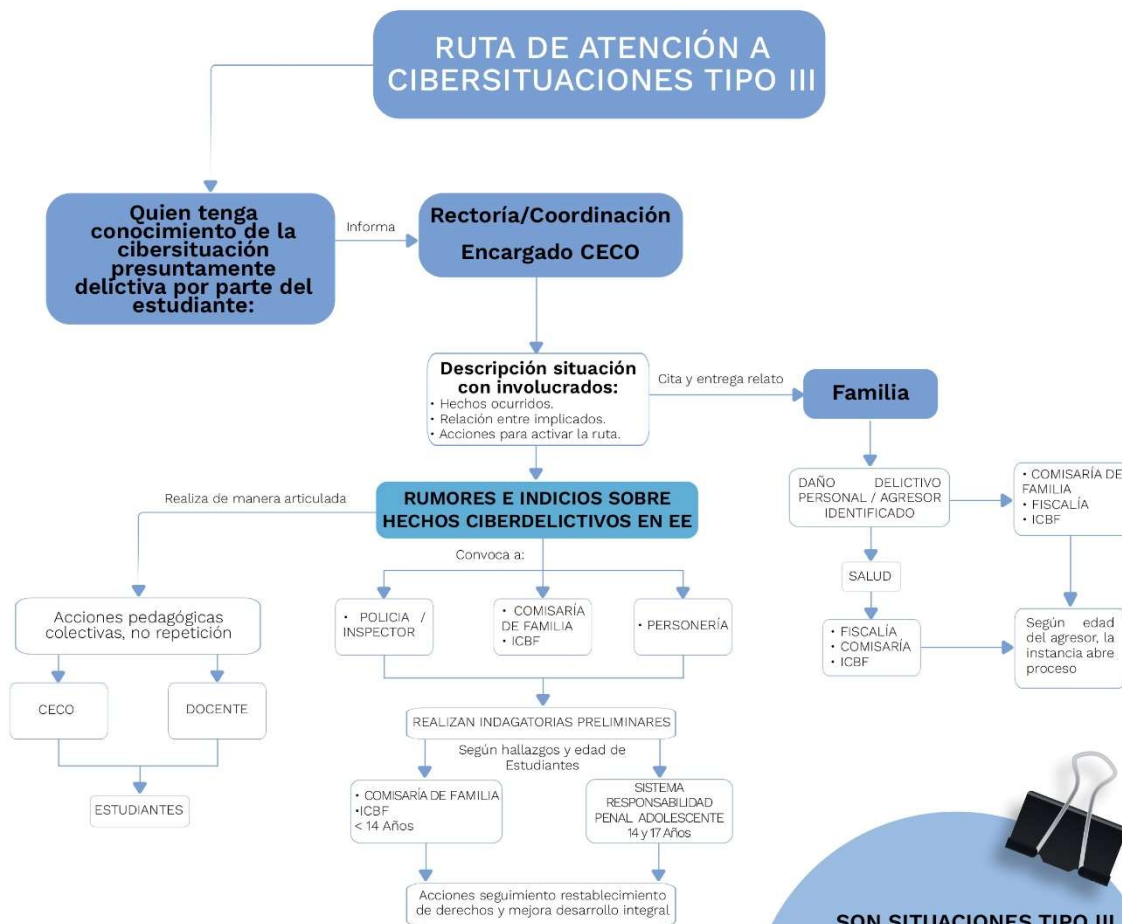 RUTA DE ATENCIÓN A
CIBERSITUACIONES TIPO III
Quien tenga
conocimiento de la
cibersituación
presuntamente
delictiva por parte del
estudiante:
Informa
Rectoría/Coordinación
Encargado CECO
Descripción situación
con involucrados:
• Hechos ocurridos.
• Relación entre implicados.
• Acciones para activar la ruta.
Cita y entrega relato
Familia
DAÑO DELICTIVO
PERSONAL / AGRESOR
IDENTIFICADO
• COMISARÍA DE
FAMILIA
• FISCALÍA
• ICBF
SALUD
• FISCALÍA
• COMISARÍA
• ICBF
Según edad
del agresor, la
instancia abre
proceso
Realiza de manera articulada
RUMORES E INDICIOS SOBRE
HECHOS CIBERDELICTIVOS EN EE
Convoca a:
Acciones pedagógicas
colectivas, no repetición
CECO
DOCENTE
ESTUDIANTES
• POLICIA /
INSPECTOR
• COMISARÍA
DE FAMILIA
• ICBF
• PERSONERÍA
REALIZAN INDAGATORIAS PRELIMINARES
Según hallazgos y edad de
Estudiantes
• COMISARÍA DE FAMILIA
•ICBF
< 14 Años
SISTEMA
RESPONSABILIDAD
PENAL ADOLESCENTE
14 y 17 Años
Acciones seguimiento restablecimiento
de derechos y mejora desarrollo integral
SON SITUACIONES TIPO III